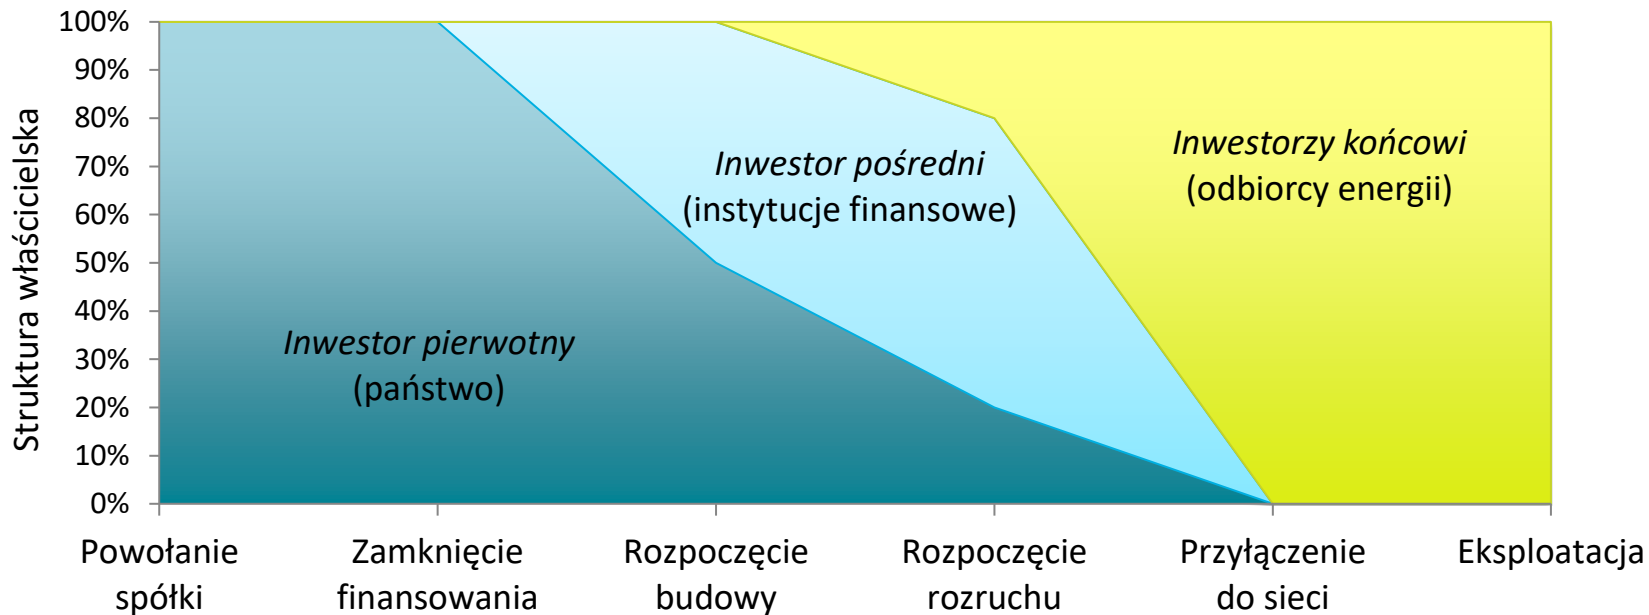 100%
90%
80%
70%
60%
50%
40%
30%
20%
10%
0%
Struktura właścicielska
Inwestor pierwotny
(państwo)
Inwestor pośredni
(instytucje finansowe)
Inwestorzy końcowi
(odbiorcy energii)
Powołanie
spółki
Zamknięcie
finansowania
Rozpoczęcie
budowy
Rozpoczęcie
rozruchu
Przyłączenie
do sieci
Eksploatacja